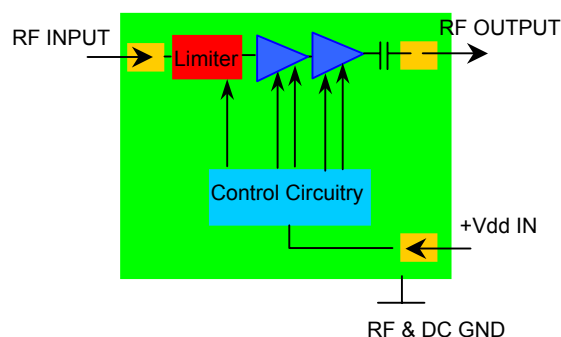 RF INPUT
RF OUTPUT
Limiter
Control Circuitry
+Vdd IN
RF & DC GND